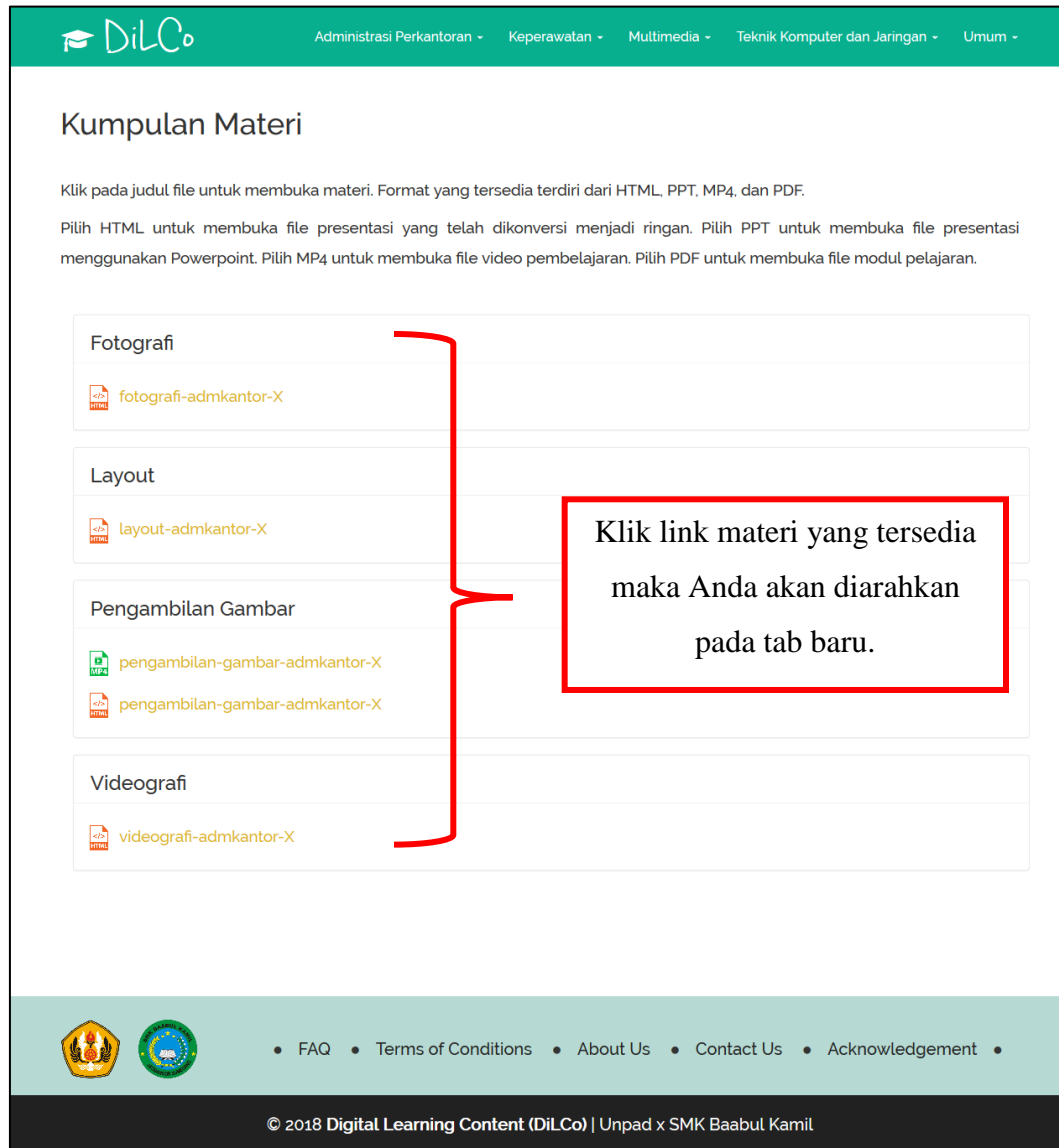 DiLCo
Administrasi Perkantoran
Keperawatan
Multimedia
Teknik Komputer dan Jaringan
Umum
Kumpulan Materi
Klik pada judul file untuk membuka materi. Format yang tersedia terdiri dari HTML, PPT, MP4, dan PDF.
Pilih HTML untuk membuka file presentasi yang telah dikonversi menjadi ringan. Pilih PPT untuk membuka file presentasi
menggunakan Powerpoint. Pilih MP4 untuk membuka file video pembelajaran. Pilih PDF untuk membuka file modul pelajaran.
Fotografi
HTML fotografi-admkantor-X
Layout
HTML layout-admkantor-X
Klik link materi yang tersedia
maka Anda akan diarahkan
pada tab baru.
Pengambilan Gambar
MP4 pengambilan-gambar-admkantor-X
HTML pengambilan-gambar-admkantor-X
Videografi
HTML videografi-admkantor-X
SMK BAABUL KAMIL
• FAQ • Terms of Conditions • About Us • Contact Us • Acknowledgement •
© 2018 Digital Learning Content (DiLCo) | Unpad x SMK Baabul Kamil